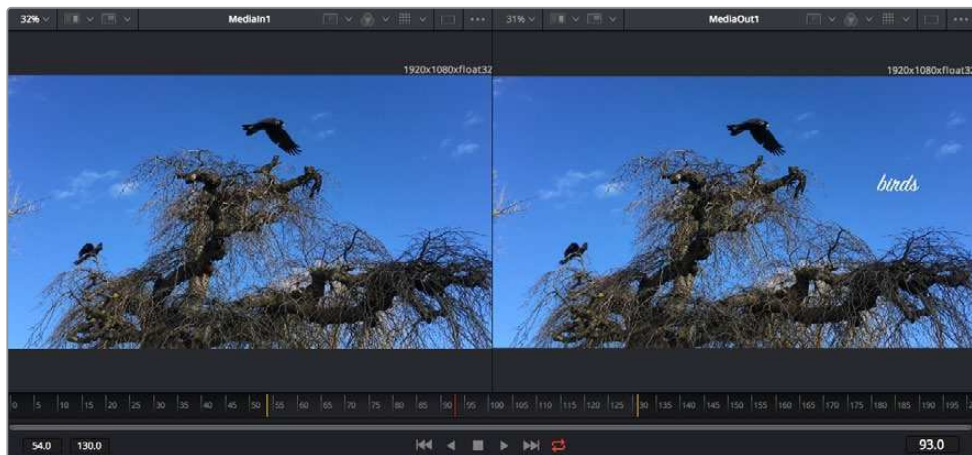 32% MediaIn1
31% MediaOut1
1920x1080xfloat32
1920x1080xfloat32
birds
0 5 10 15 20 25 30 35 40 45 50 55 60 65 70 75 80 85 90 95 100 105 110 115 120 125 30 135 140 145 150 155 160 165 170 175 180 185 190 195
54.0 130.0 93.0